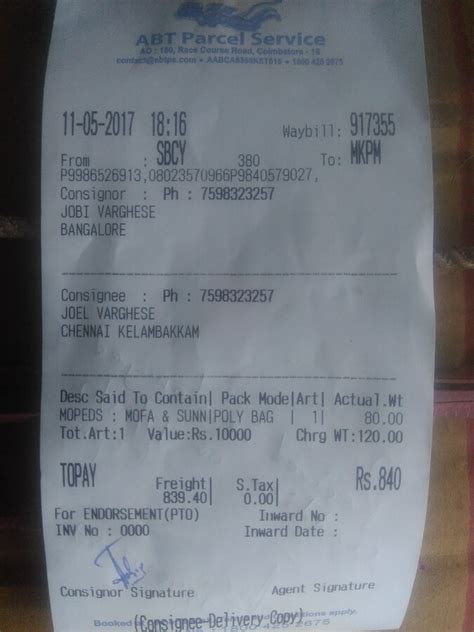 ABT Parcel Service
AD : 180, Race Course Road, Coimbatore - 18
11-05-2017 18:16 Waybill: 917355
From : SBCY 380 To: MKPM
P9986526913,08023570966P9840579027,
Consignor : Ph : 7598323257
JOBI VARGHESE
BANGALORE
Consignee : Ph : 7598323257
JOEL VARGHESE
CHENNAI KELAMBAKKAM
Desc Said To Contain| Pack Mode|Art| Actual.Wt
MOPEDS : MOFA & SUNN|POLY BAG | 1| 80.00
Tot.Art:1 Value:Rs.10000 Chrg WT:120.00
TOPAY Freight| S.Tax| Rs.840
839.40| 0.00|
For ENDORSEMENT(PTO) Inward No :
INV No : 0000 Inward Date :
Consignor Signature Agent Signature
(Consignee Delivery Copy)